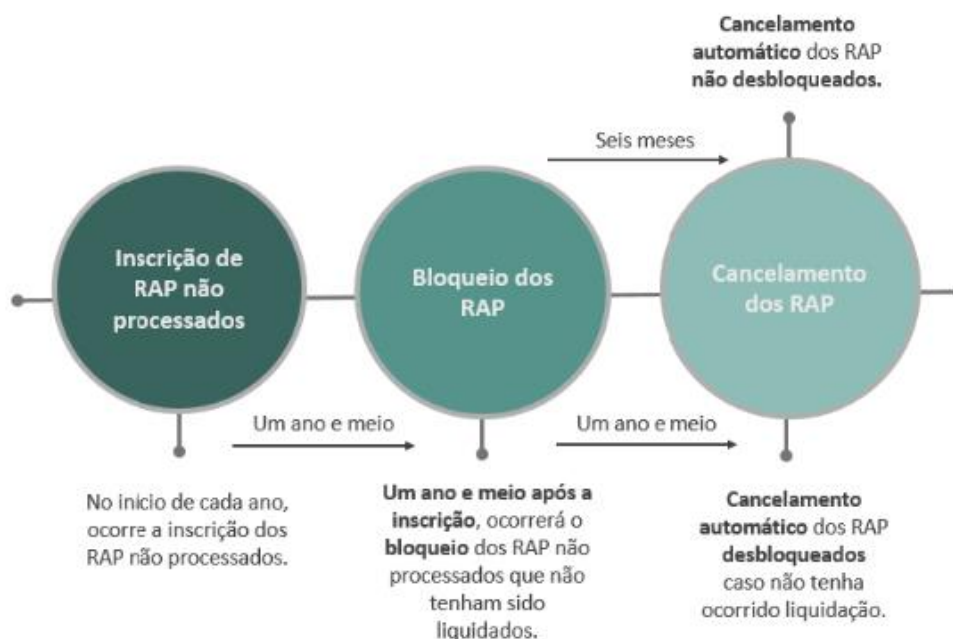 Cancelamento
automático dos RAP
não desbloqueados.
Seis meses
Inscrição de
RAP não
processados
Bloqueio dos
RAP
Cancelamento
dos RAP
Um ano e meio
Um ano e meio
No início de cada ano,
ocorre a inscrição dos
RAP não processados.
Um ano e meio após a
inscrição, ocorrerá o
bloqueio dos RAP não
processados que não
tenham sido
liquidados.
Cancelamento
automático dos RAP
desbloqueados
caso não tenha
ocorrido liquidação.